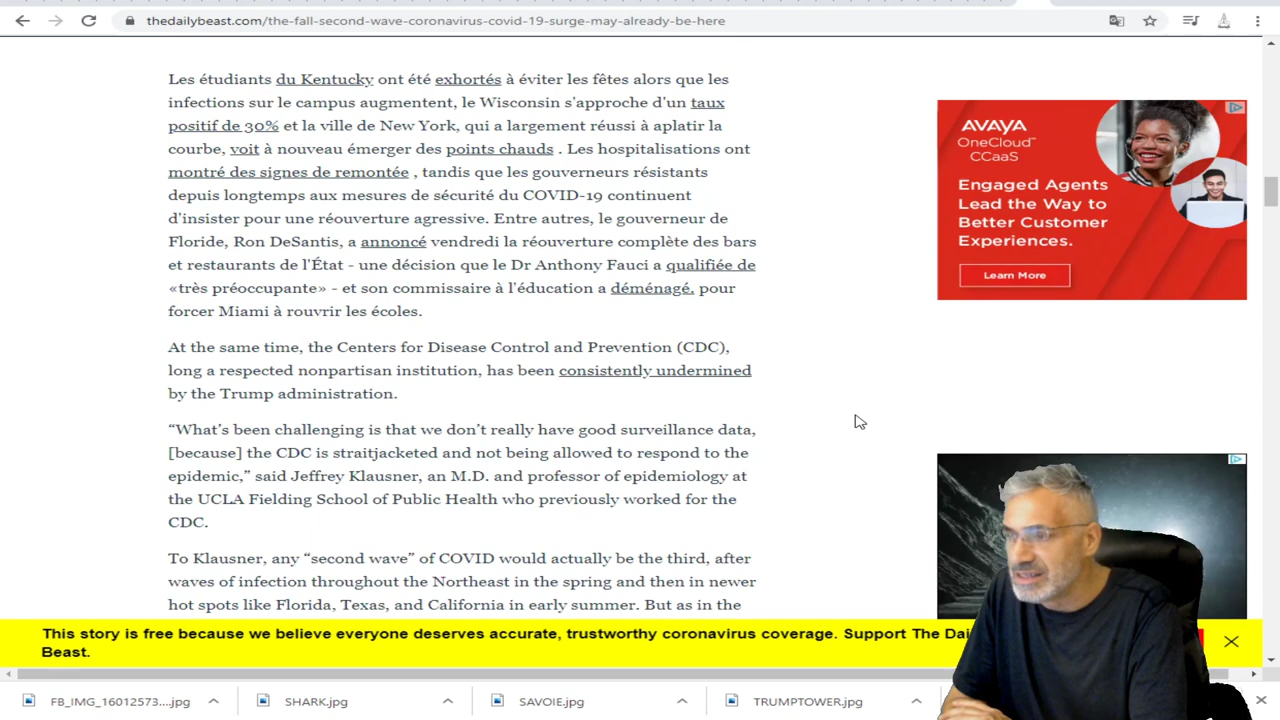 thedailybeast.com/the-fall-second-wave-coronavirus-covid-19-surge-may-already-be-here
Les étudiants du Kentucky ont été exhortés à éviter les fêtes alors que les
infections sur le campus augmentent, le Wisconsin s'approche d'un taux
positif de 30% et la ville de New York, qui a largement réussi à aplatir la
courbe, voit à nouveau émerger des points chauds . Les hospitalisations ont
montré des signes de remontée , tandis que les gouverneurs résistants
depuis longtemps aux mesures de sécurité du COVID-19 continuent
d'insister pour une réouverture agressive. Entre autres, le gouverneur de
Floride, Ron DeSantis, a annoncé vendredi la réouverture complète des bars
et restaurants de l'État - une décision que le Dr Anthony Fauci a qualifiée de
«très préoccupante» - et son commissaire à l'éducation a déménagé. pour
forcer Miami à rouvrir les écoles.
At the same time, the Centers for Disease Control and Prevention (CDC),
long a respected nonpartisan institution, has been consistently undermined
by the Trump administration.
“What’s been challenging is that we don’t really have good surveillance data,
[because] the CDC is straitjacketed and not being allowed to respond to the
epidemic,” said Jeffrey Klausner, an M.D. and professor of epidemiology at
the UCLA Fielding School of Public Health who previously worked for the
CDC.
To Klausner, any “second wave” of COVID would actually be the third, after
waves of infection throughout the Northeast in the spring and then in newer
hot spots like Florida, Texas, and California in early summer. But as in the
AVAYA
OneCloud™
CCaaS
Engaged Agents
Lead the Way to
Better Customer
Experiences.
Learn More
This story is free because we believe everyone deserves accurate, trustworthy coronavirus coverage. Support The Dai
Beast.
FB_IMG_16012573....jpg
SHARK.jpg
SAVOIE.jpg
TRUMPTOWER.jpg